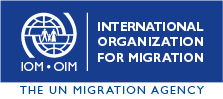 INTERNATIONAL
ORGANIZATION
FOR MIGRATION
IOM • OIM
THE UN MIGRATION AGENCY